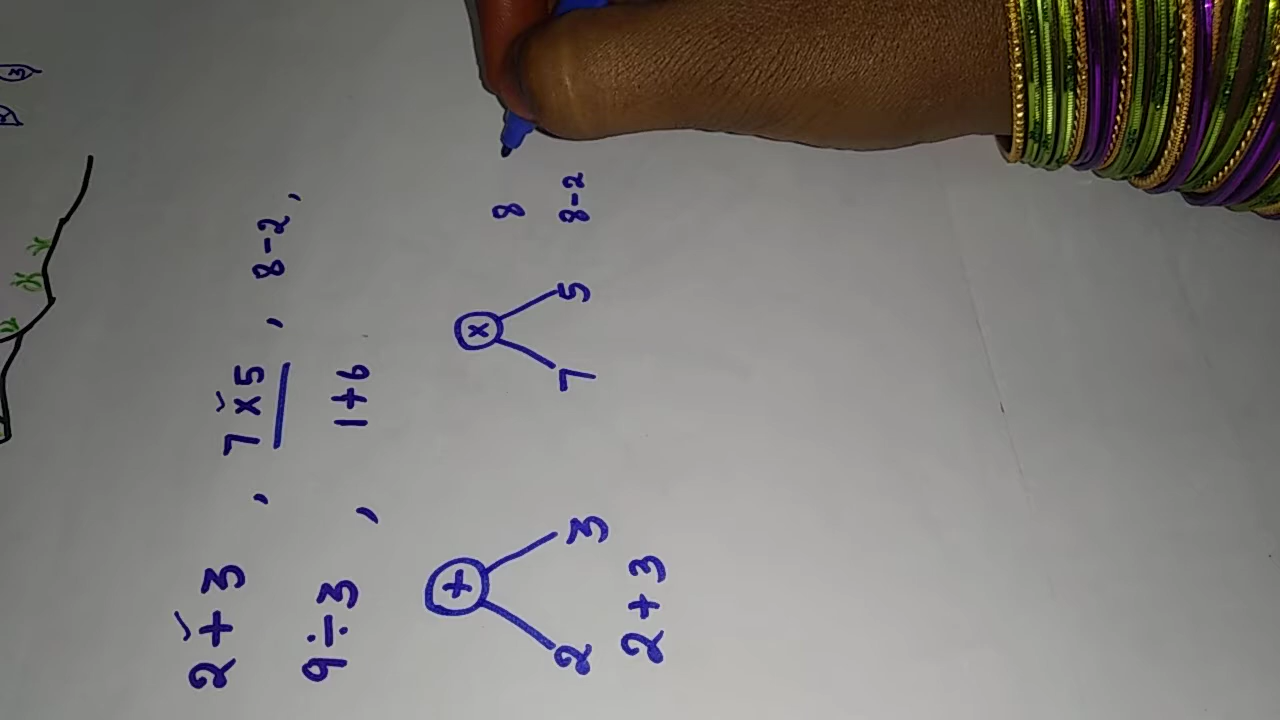 2 + 3 , 7 × 5 , 8 - 2 ,
9 ÷ 3 , 1 + 6
+
2 3
2 + 3
×
7 5
8
8 - 2